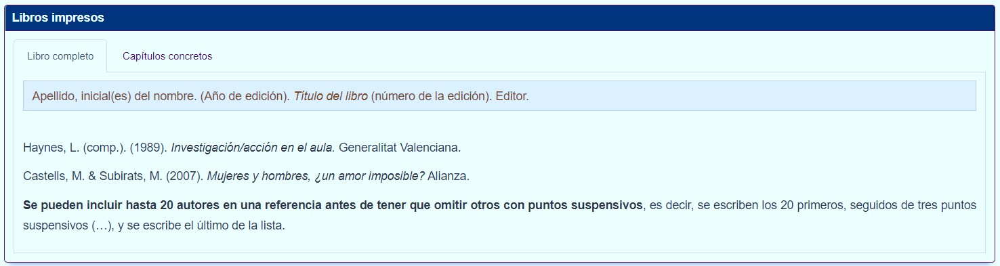 Libros impresos
Libro completo
Capítulos concretos
Apellido, inicial(es) del nombre. (Año de edición). Título del libro (número de la edición). Editor.
Haynes, L. (comp.). (1989). Investigación/acción en el aula. Generalitat Valenciana.
Castells, M. & Subirats, M. (2007). Mujeres y hombres, ¿un amor imposible? Alianza.
Se pueden incluir hasta 20 autores en una referencia antes de tener que omitir otros con puntos suspensivos, es decir, se escriben los 20 primeros, seguidos de tres puntos
suspensivos (…), y se escribe el último de la lista.